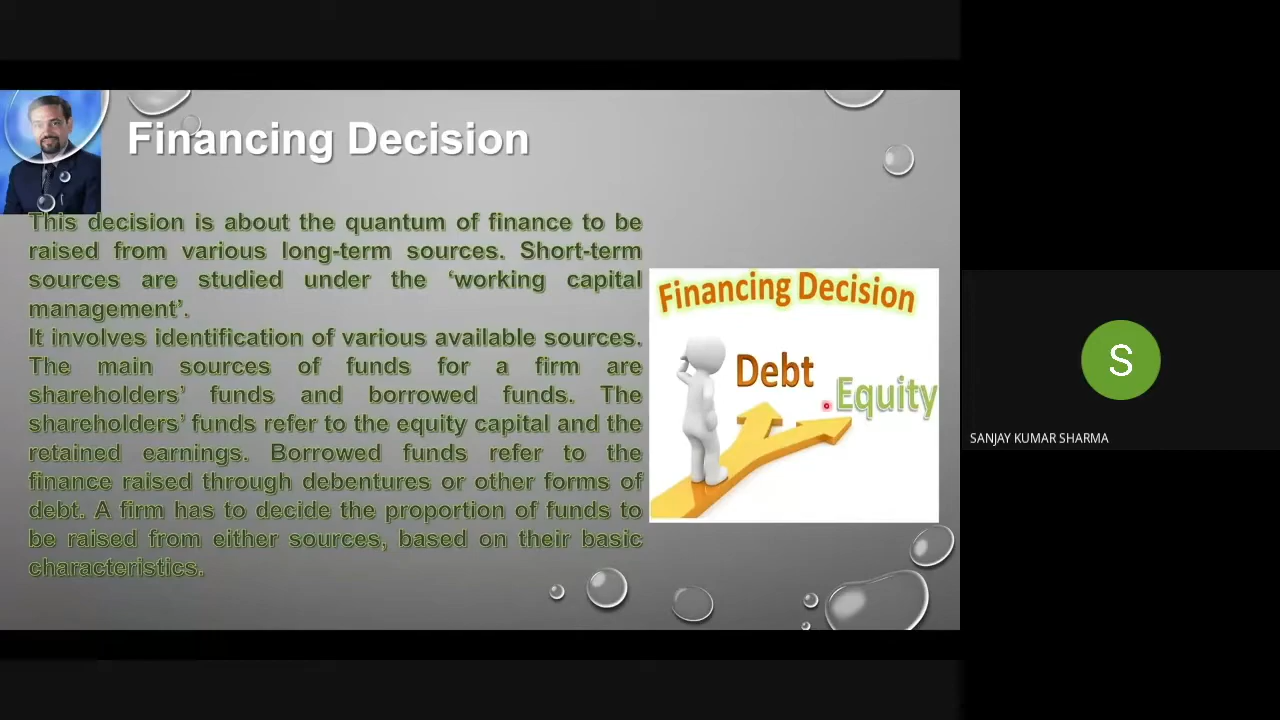 Financing Decision
This decision is about the quantum of finance to be
raised from various long-term sources. Short-term
sources are studied under the ‘working capital
management’.
It involves identification of various available sources.
The main sources of funds for a firm are
shareholders’ funds and borrowed funds. The
shareholders’ funds refer to the equity capital and the
retained earnings. Borrowed funds refer to the
finance raised through debentures or other forms of
debt. A firm has to decide the proportion of funds to
be raised from either sources, based on their basic
characteristics.
Financing Decision
Debt
Equity
S
SANJAY KUMAR SHARMA